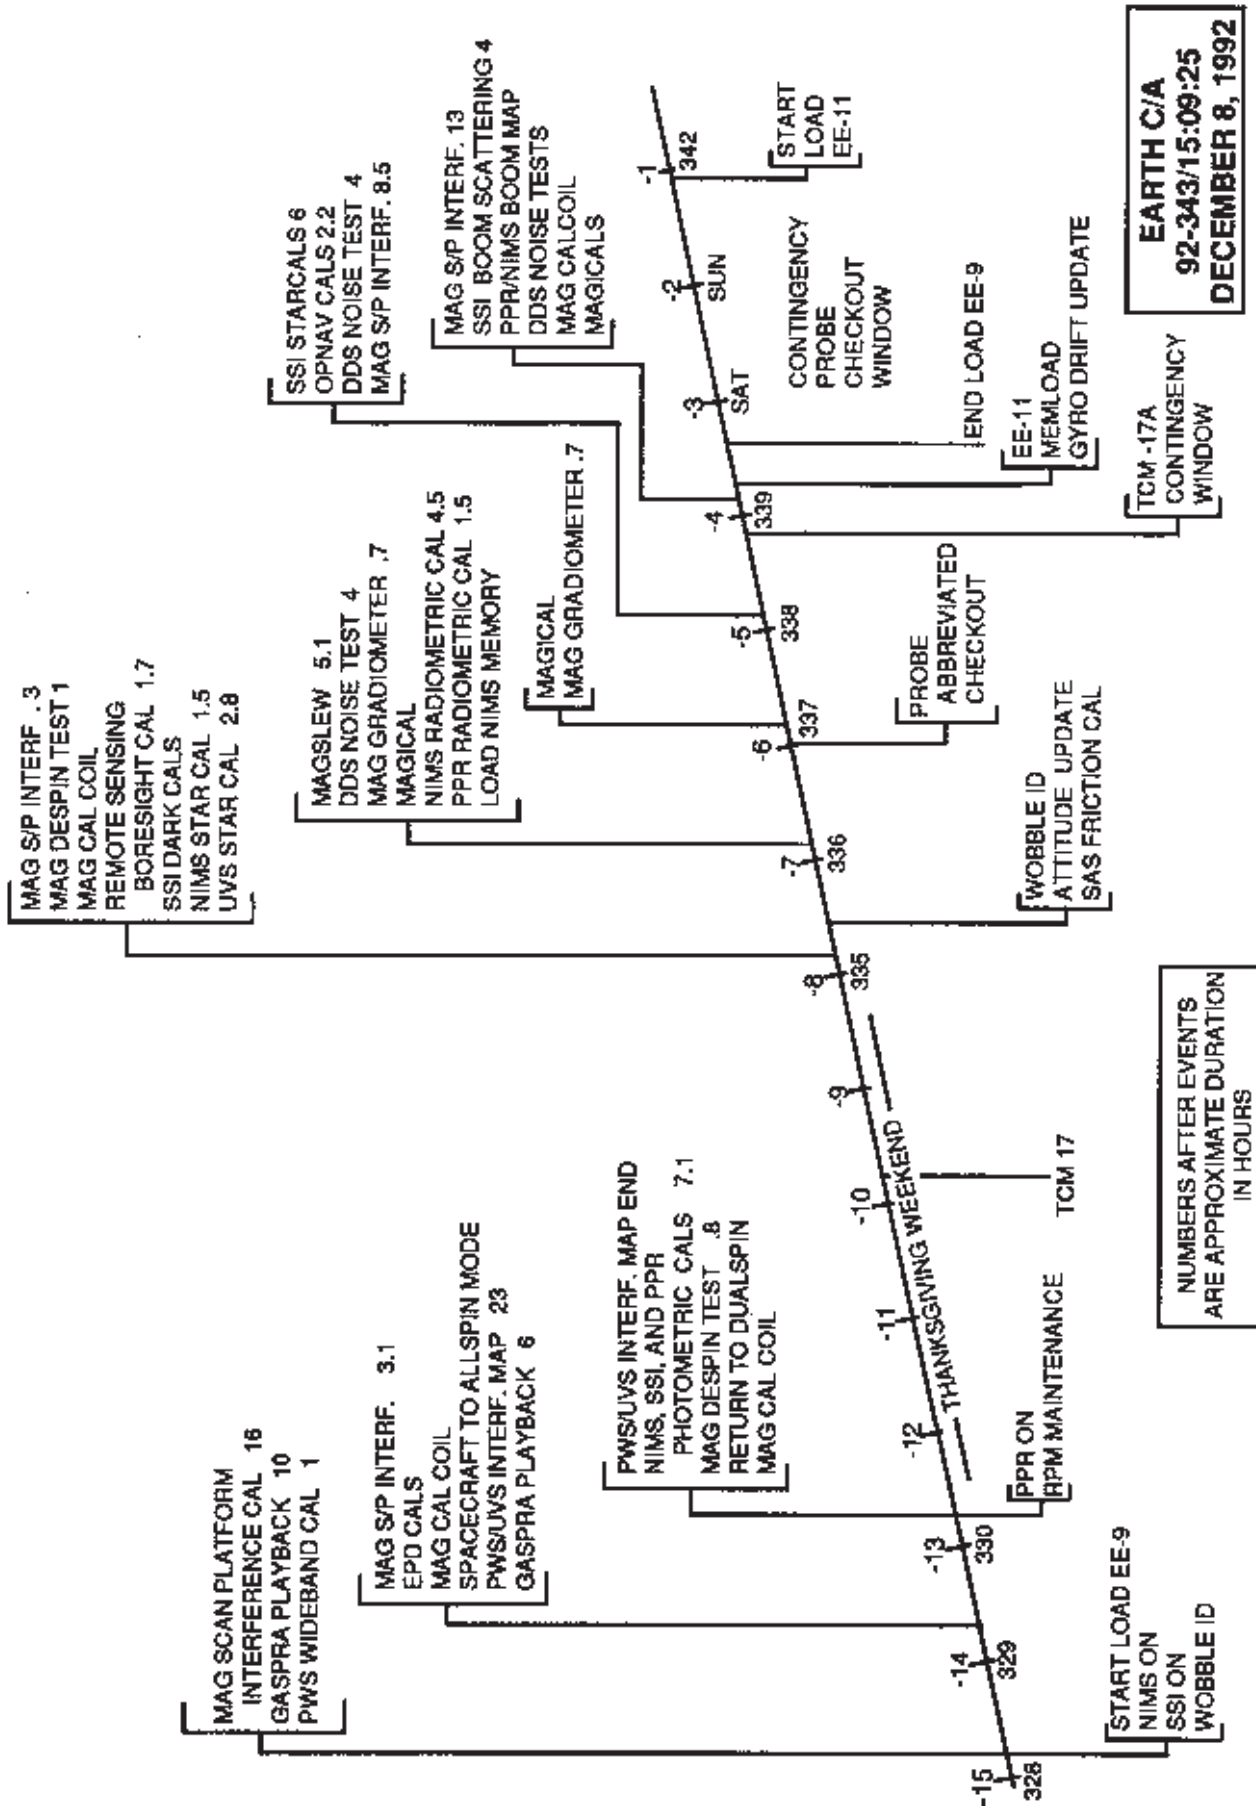 MAG SCAN PLATFORM
INTERFERENCE CAL 16
GASPRA PLAYBACK 10
PWS WIDEBAND CAL 1
MAG S/P INTERF. 3.1
EPD CALS
MAG CAL COIL
SPACECRAFT TO ALLSPIN MODE
PWS/UVS INTERF. MAP 23
GASPRA PLAYBACK 6
PWS/UVS INTERF. MAP END
NIMS, SSI, AND PPR
PHOTOMETRIC CALS 7.1
MAG DESPIN TEST .8
RETURN TO DUALSPIN
MAG CAL COIL
MAG S/P INTERF .3
MAG DESPIN TEST 1
MAG CAL COIL
REMOTE SENSING
BORESIGHT CAL 1.7
SSI DARK CALS
NIMS STAR CAL 1.5
UVS STAR CAL 2.8
MAGSLEW 5.1
DDS NOISE TEST 4
MAG GRADIOMETER .7
MAGICAL
NIMS RADIOMETRIC CAL 4.5
PPR RADIOMETRIC CAL 1.5
LOAD NIMS MEMORY
MAGICAL
MAG GRADIOMETER .7
SSI STARCALS 6
OPNAV CALS 2.2
DDS NOISE TEST 4
MAG S/P INTERF. 8.5
MAG S/P INTERF. 13
SSI BOOM SCATTERING 4
PPR/NIMS BOOM MAP
DDS NOISE TESTS
MAG CALCOIL
MAGICALS
-15
328
-14
329
-13
330
-12
-11
-10
-9
-8
335
-7
336
-6
337
-5
338
-4
339
-3
SAT
-2
SUN
-1
342
THANKSGIVING WEEKEND
START LOAD EE-9
NIMS ON
SSI ON
WOBBLE ID
PPR ON
RPM MAINTENANCE
TCM 17
WOBBLE ID
ATTITUDE UPDATE
SAS FRICTION CAL
PROBE
ABBREVIATED
CHECKOUT
TCM -17A
CONTINGENCY
WINDOW
EE-11
MEMLOAD
GYRO DRIFT UPDATE
END LOAD EE-9
CONTINGENCY
PROBE
CHECKOUT
WINDOW
START
LOAD
EE-11
NUMBERS AFTER EVENTS
ARE APPROXIMATE DURATION
IN HOURS
EARTH C/A
92-343/15:09:25
DECEMBER 8, 1992